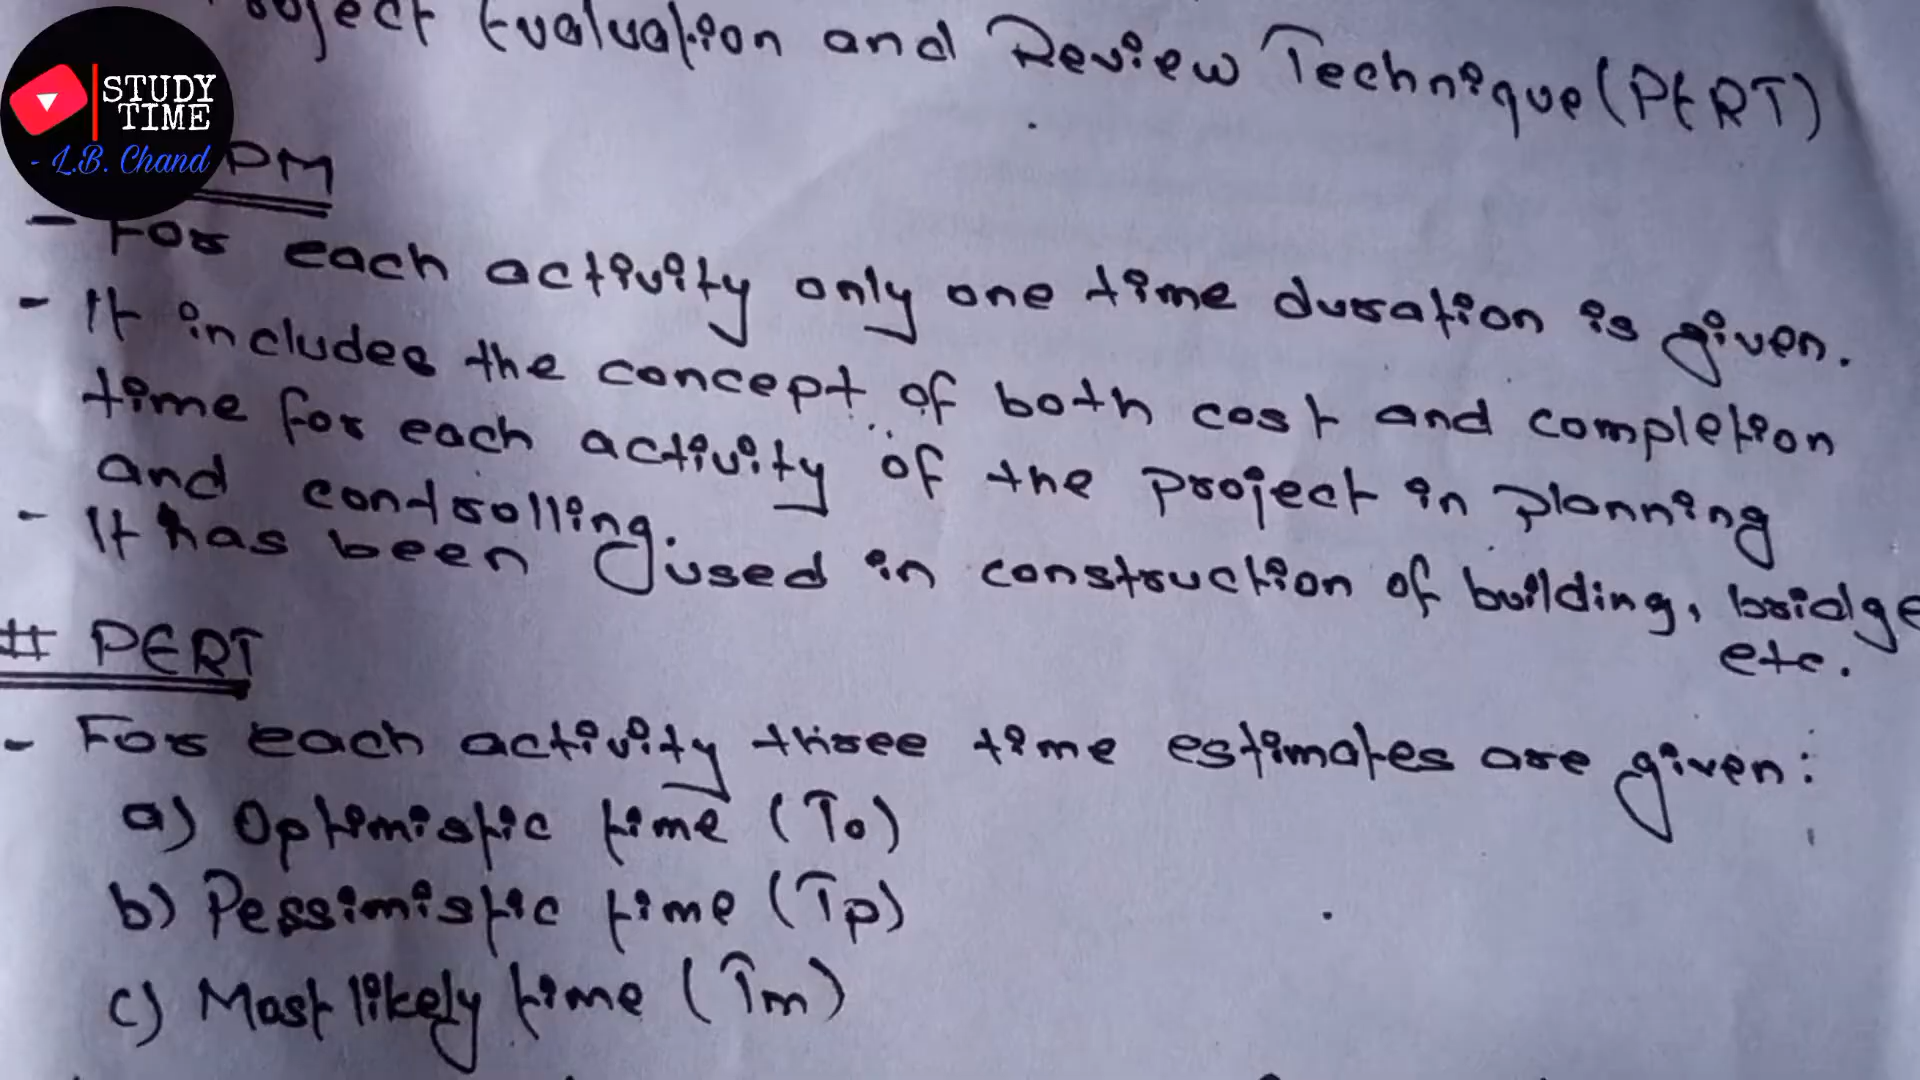 Evaluation and Review Technique (PERT)
STUDY
TIME
- L.B. Chand
PM
- For each activity only one time duration is given.
- It includes the concept of both cost and completion
time for each activity of the project in planning
and controlling.
- It has been used in construction of building, bridge
etc.
# PERT
- For each activity three time estimates are given:
a) Optimistic time (To)
b) Pessimistic time (Tp)
c) Most likely time (Tm)